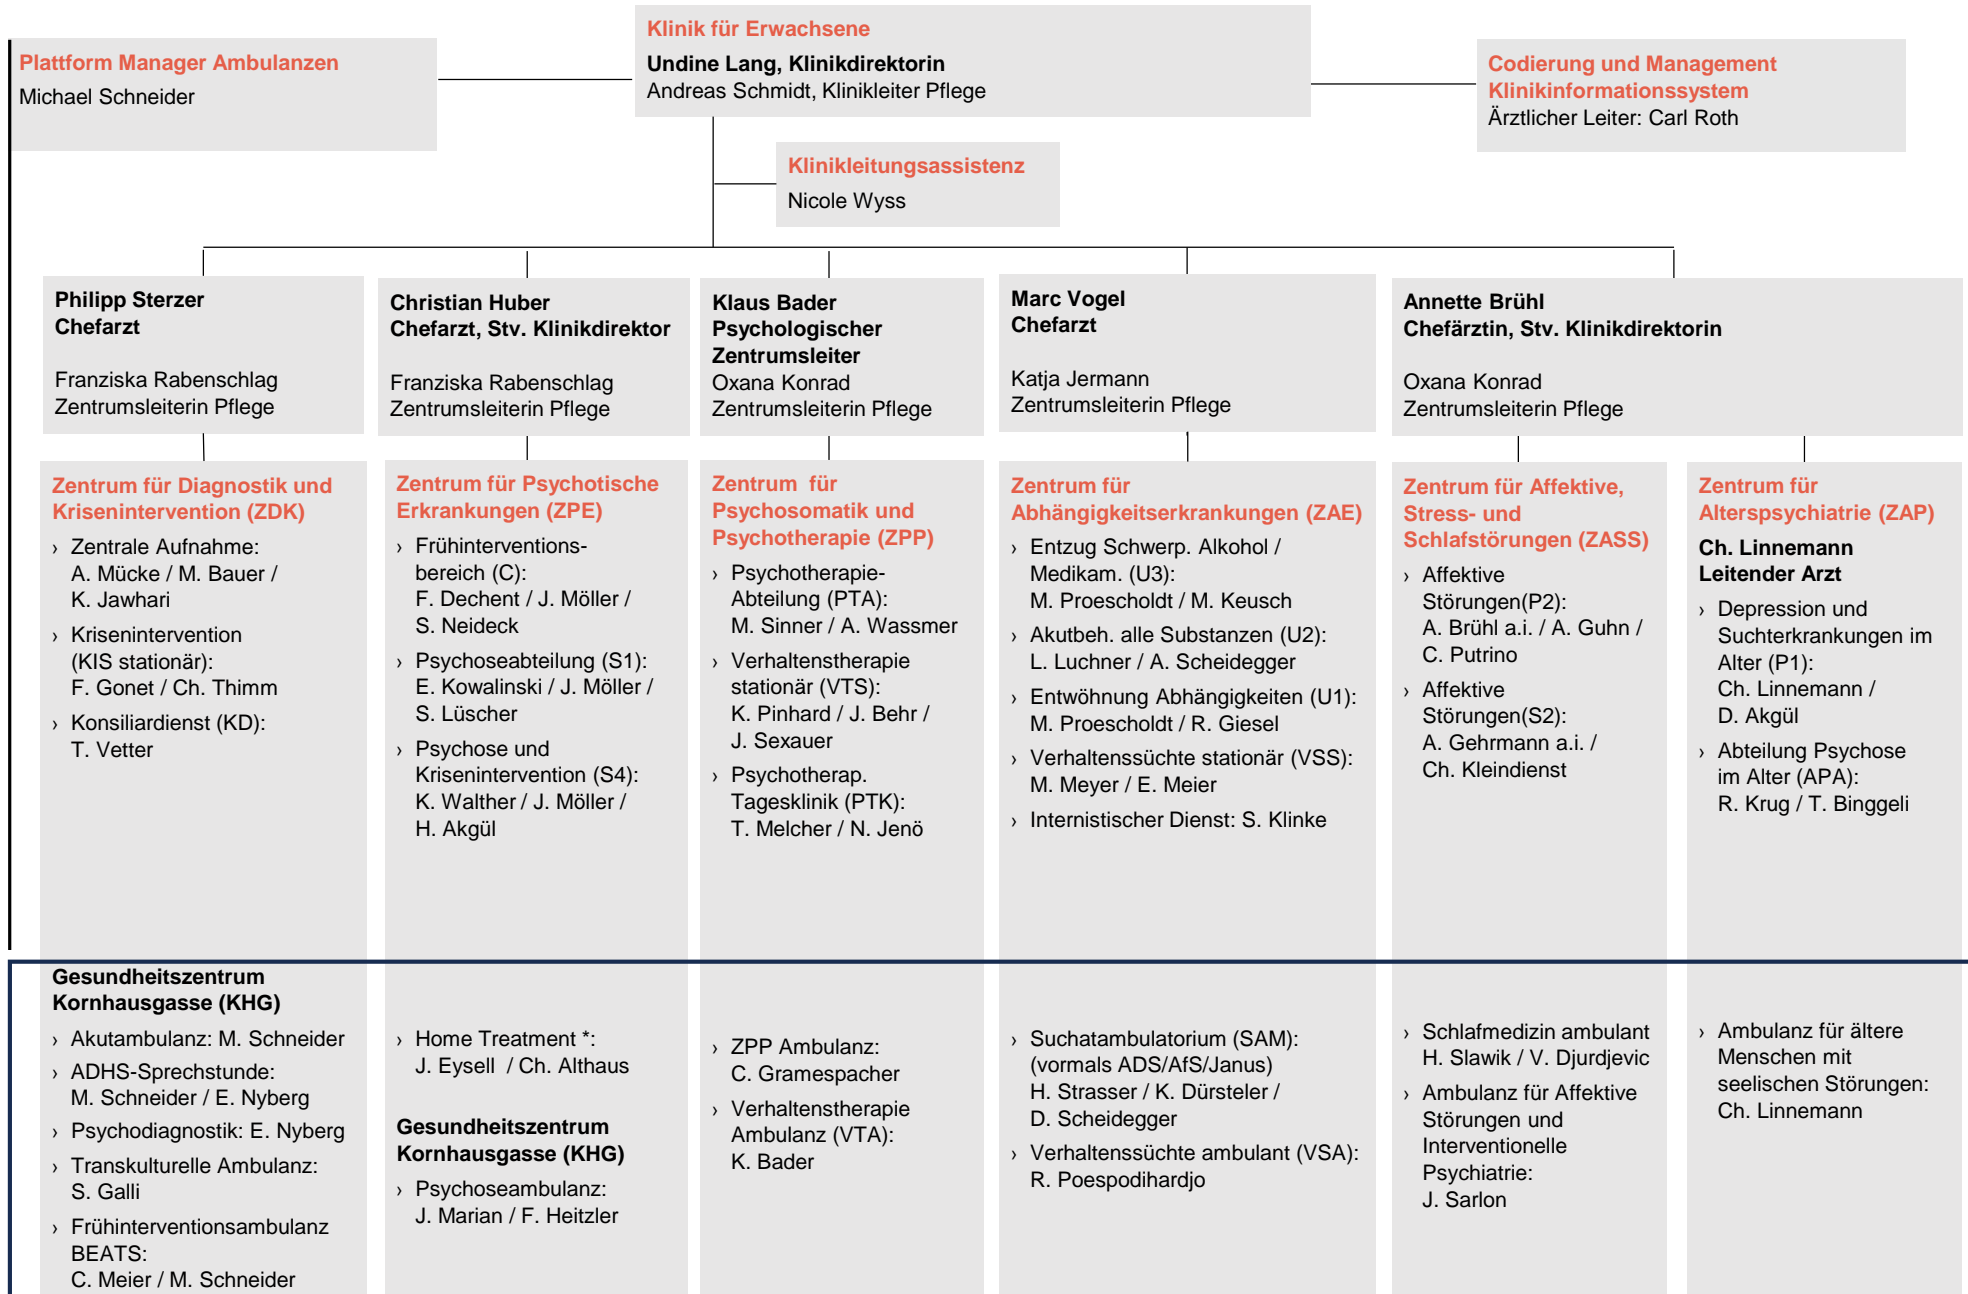 Klinik für Erwachsene
Undine Lang, Klinikdirektorin
Andreas Schmidt, Klinikleiter Pflege
Plattform Manager Ambulanzen
Michael Schneider
Codierung und Management
Klinikinformationssystem
Ärztlicher Leiter: Carl Roth
Klinikleitungsassistenz
Nicole Wyss
Philipp Sterzer
Chefarzt
Franziska Rabenschlag
Zentrumsleiterin Pflege
Christian Huber
Chefarzt, Stv. Klinikdirektor
Franziska Rabenschlag
Zentrumsleiterin Pflege
Klaus Bader
Psychologischer
Zentrumsleiter
Oxana Konrad
Zentrumsleiterin Pflege
Marc Vogel
Chefarzt
Katja Jermann
Zentrumsleiterin Pflege
Annette Brühl
Chefärztin, Stv. Klinikdirektorin
Oxana Konrad
Zentrumsleiterin Pflege
Zentrum für Diagnostik und
Krisenintervention (ZDK)
› Zentrale Aufnahme:
A. Mücke / M. Bauer /
K. Jawhari
› Krisenintervention
(KIS stationär):
F. Gonet / Ch. Thimm
› Konsiliardienst (KD):
T. Vetter
Zentrum für Psychotische
Erkrankungen (ZPE)
› Frühinterventions-
bereich (C):
F. Dechent / J. Möller /
S. Neideck
› Psychoseabteilung (S1):
E. Kowalinski / J. Möller /
S. Lüscher
› Psychose und
Krisenintervention (S4):
K. Walther / J. Möller /
H. Akgül
Zentrum für
Psychosomatik und
Psychotherapie (ZPP)
› Psychotherapie-
Abteilung (PTA):
M. Sinner / A. Wassmer
› Verhaltenstherapie
stationär (VTS):
K. Pinhard / J. Behr /
J. Sexauer
› Psychotherap.
Tagesklinik (PTK):
T. Melcher / N. Jenö
Zentrum für
Abhängigkeitserkrankungen (ZAE)
› Entzug Schwerp. Alkohol /
Medikam. (U3):
M. Proescholdt / M. Keusch
› Akutbeh. alle Substanzen (U2):
L. Luchner / A. Scheidegger
› Entwöhnung Abhängigkeiten (U1):
M. Proescholdt / R. Giesel
› Verhaltenssüchte stationär (VSS):
M. Meyer / E. Meier
› Internistischer Dienst: S. Klinke
Zentrum für Affektive,
Stress- und
Schlafstörungen (ZASS)
› Affektive
Störungen(P2):
A. Brühl a.i. / A. Guhn /
C. Putrino
› Affektive
Störungen(S2):
A. Gehrmann a.i. /
Ch. Kleindienst
Zentrum für
Alterspsychiatrie (ZAP)
Ch. Linnemann
Leitender Arzt
› Depression und
Suchterkrankungen im
Alter (P1):
Ch. Linnemann /
D. Akgül
› Abteilung Psychose
im Alter (APA):
R. Krug / T. Binggeli
Gesundheitszentrum
Kornhausgasse (KHG)
› Akutambulanz: M. Schneider
› ADHS-Sprechstunde:
M. Schneider / E. Nyberg
› Psychodiagnostik: E. Nyberg
› Transkulturelle Ambulanz:
S. Galli
› Frühinterventionsambulanz
BEATS:
C. Meier / M. Schneider
› Home Treatment *:
J. Eysell / Ch. Althaus
Gesundheitszentrum
Kornhausgasse (KHG)
› Psychoseambulanz:
J. Marian / F. Heitzler
› ZPP Ambulanz:
C. Gramespacher
› Verhaltenstherapie
Ambulanz (VTA):
K. Bader
› Suchatambulatorium (SAM):
(vormals ADS/AfS/Janus)
H. Strasser / K. Dürsteler /
D. Scheidegger
› Verhaltenssüchte ambulant (VSA):
R. Poespodihardjo
› Schlafmedizin ambulant
H. Slawik / V. Djurdjevic
› Ambulanz für Affektive
Störungen und
Interventionelle
Psychiatrie:
J. Sarlon
› Ambulanz für ältere
Menschen mit
seelischen Störungen:
Ch. Linnemann